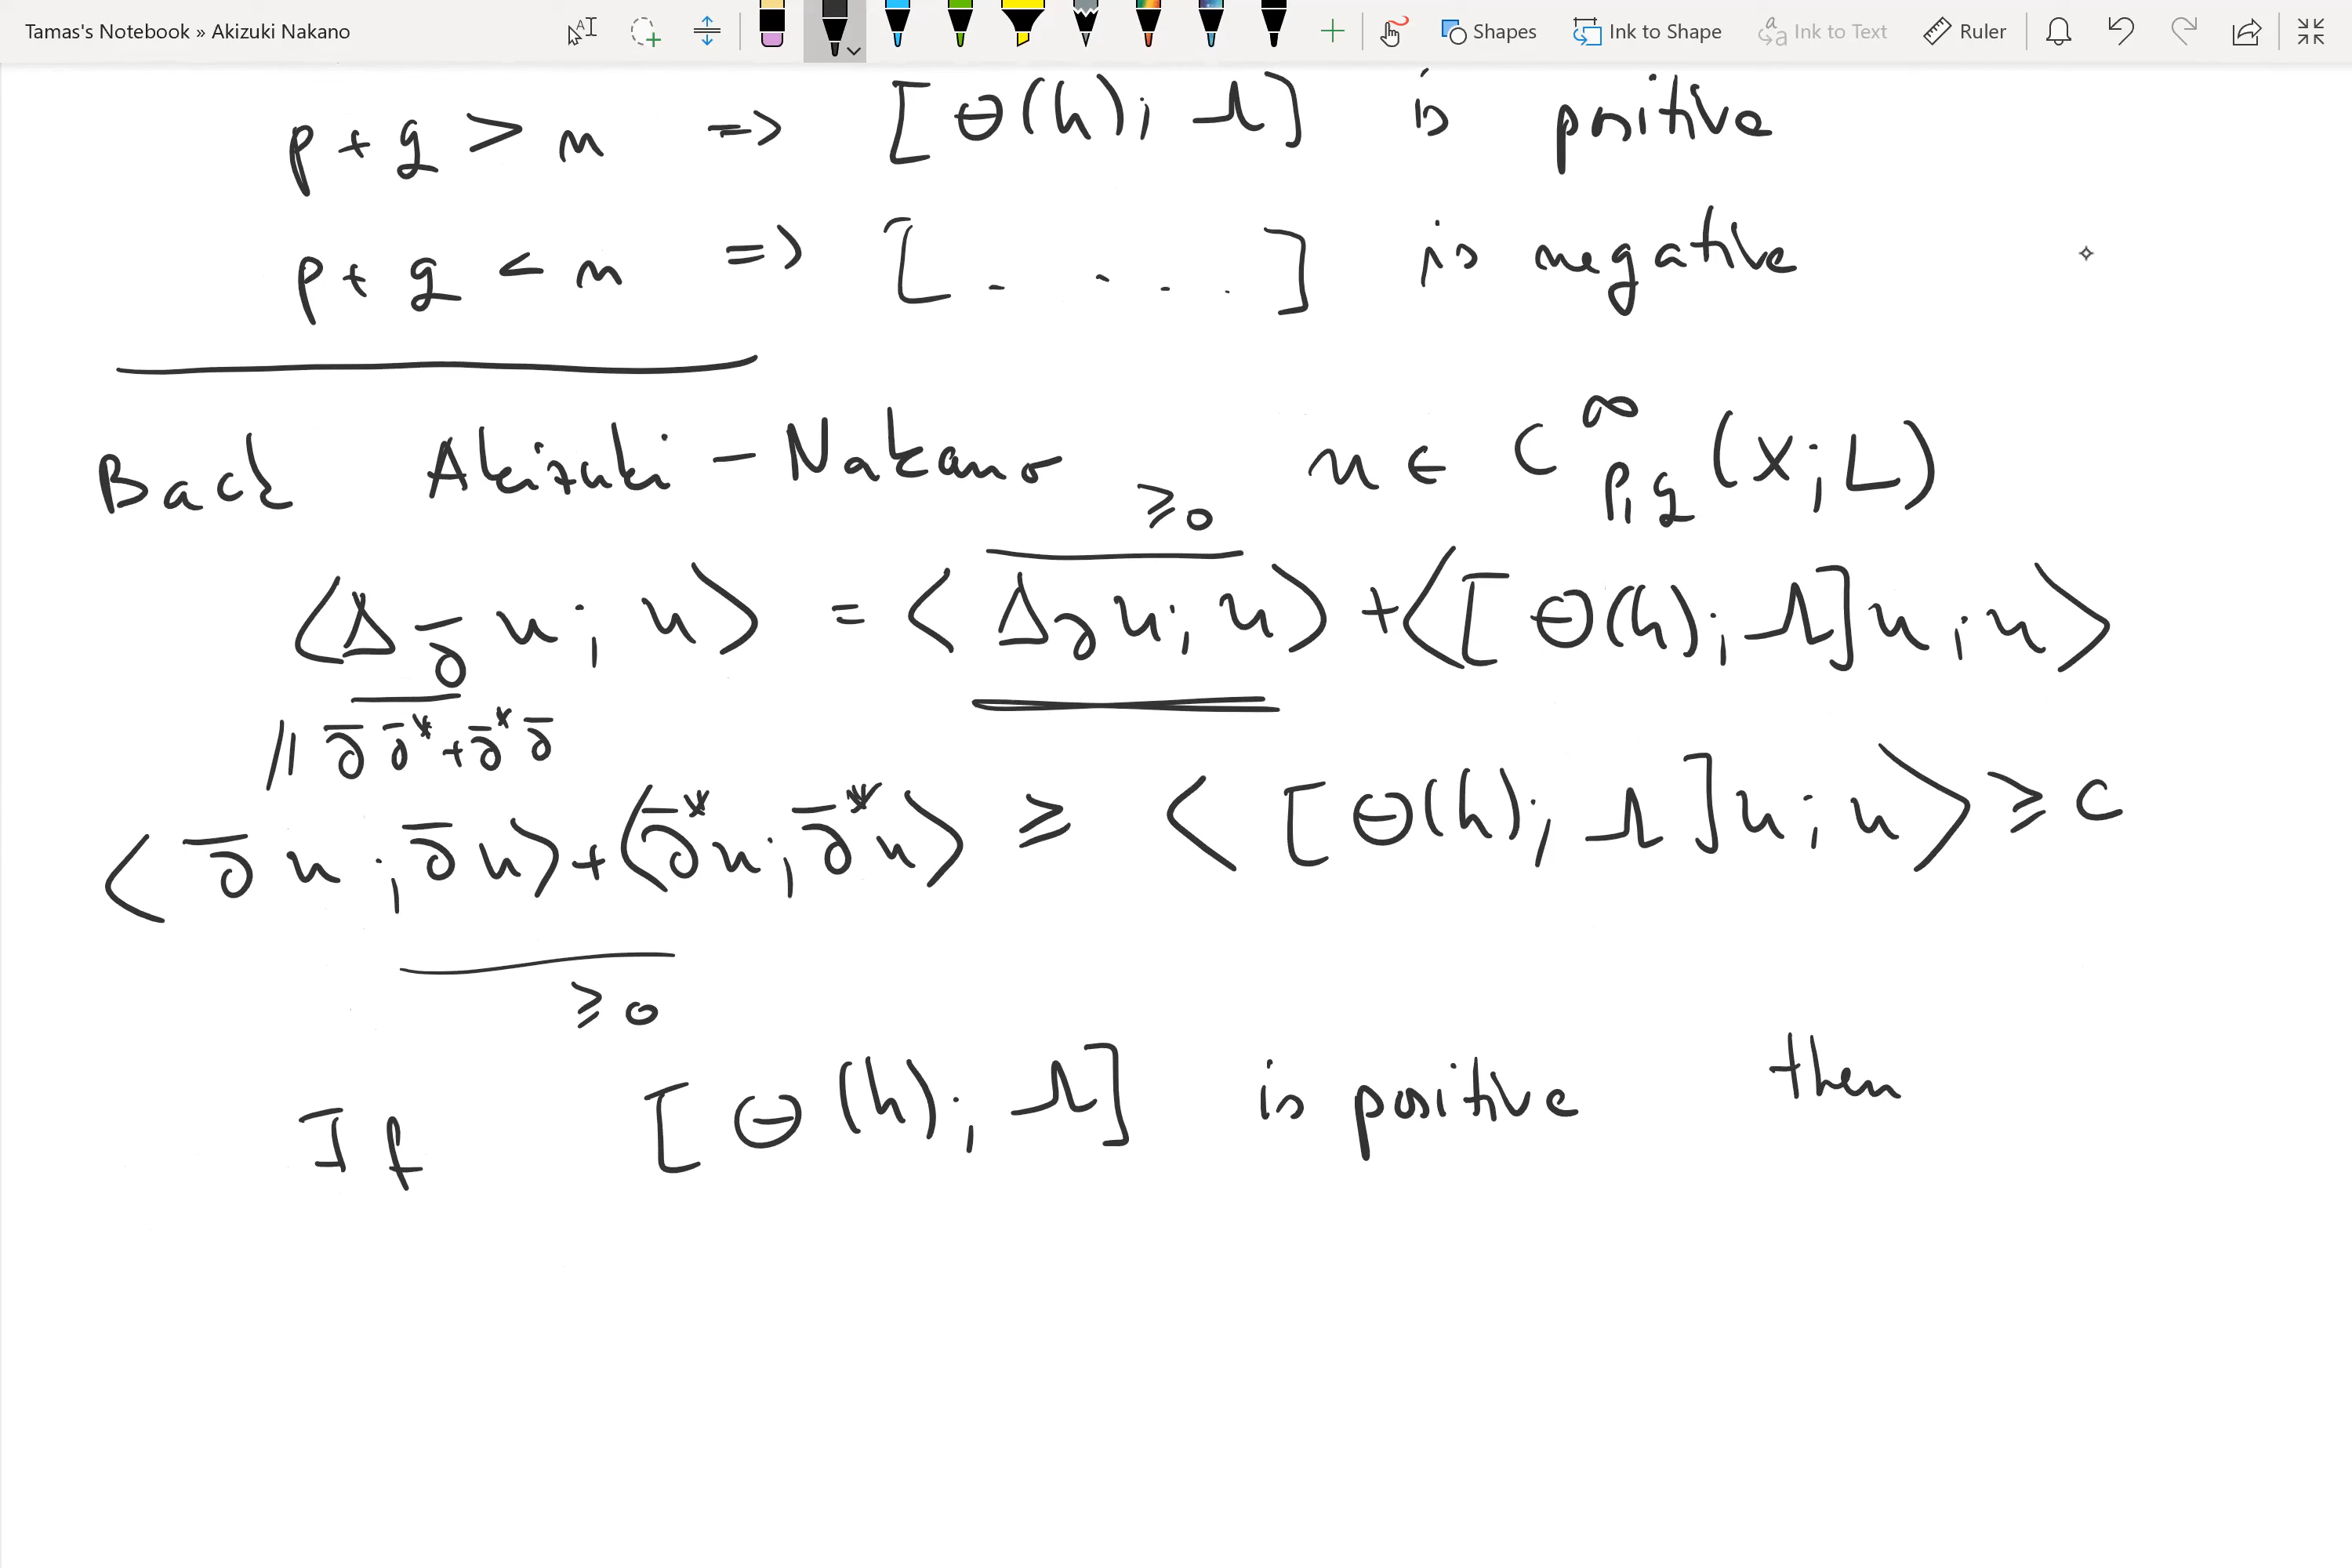 Tamas's Notebook » Akizuki Nakano Shapes Ink to Shape Ink to Text Ruler
p + q > n => [Θ(h); Λ] is positive
p + q < n => [. . . .] is negative
Back Akizuki - Nakano u ∈ C^∞_{p,q}(X; L)
≥ 0
⟨Δ_∂̄ u; u⟩ = ⟨Δ_∂ u; u⟩ + ⟨[Θ(h); Λ] u; u⟩
|| ∂̄ ∂̄* + ∂̄* ∂̄
⟨∂̄ u; ∂̄ u⟩ + ⟨∂̄* u; ∂̄* u⟩ ≥ ⟨[Θ(h); Λ] u; u⟩ ≥ c
≥ 0
If [Θ(h); Λ] is positive then